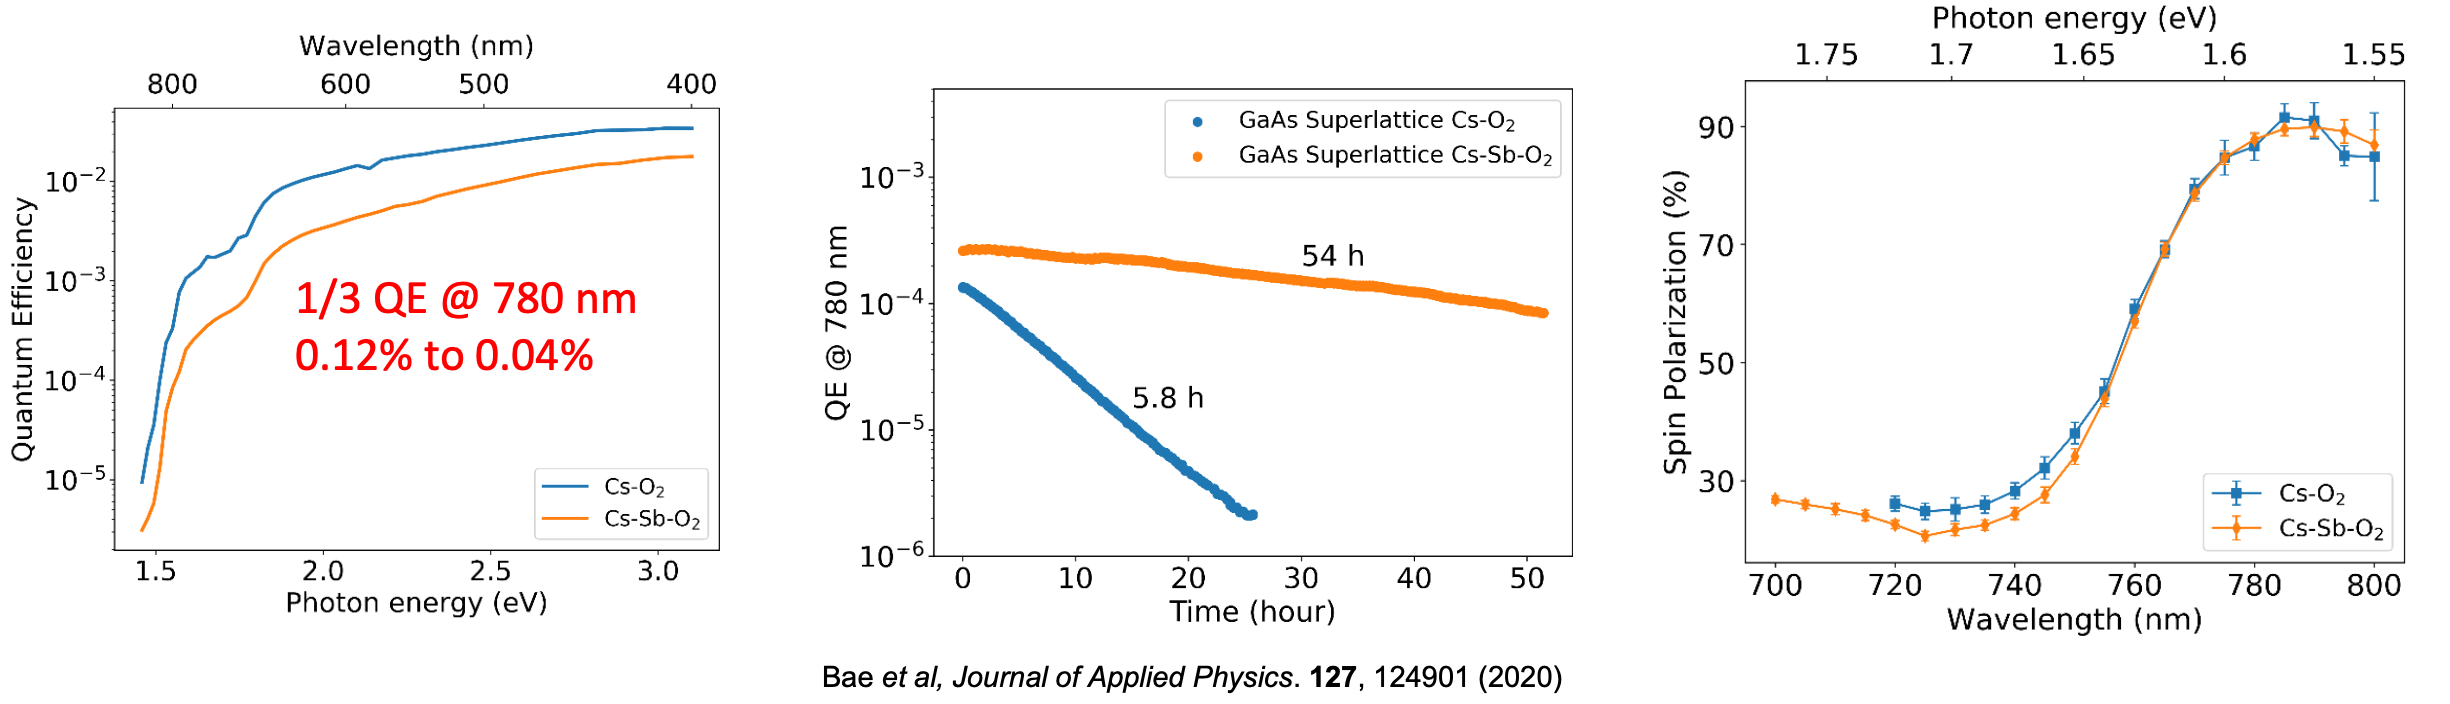 Wavelength (nm)
800 600 500 400
Quantum Efficiency
10⁻²
10⁻³
10⁻⁴
10⁻⁵
1/3 QE @ 780 nm
0.12% to 0.04%
Cs-O₂
Cs-Sb-O₂
1.5 2.0 2.5 3.0
Photon energy (eV)
QE @ 780 nm
10⁻³
10⁻⁴
10⁻⁵
10⁻⁶
GaAs Superlattice Cs-O₂
GaAs Superlattice Cs-Sb-O₂
54 h
5.8 h
0 10 20 30 40 50
Time (hour)
Photon energy (eV)
1.75 1.7 1.65 1.6 1.55
Spin Polarization (%)
90
70
50
30
Cs-O₂
Cs-Sb-O₂
700 720 740 760 780 800
Wavelength (nm)
Bae et al, Journal of Applied Physics. 127, 124901 (2020)